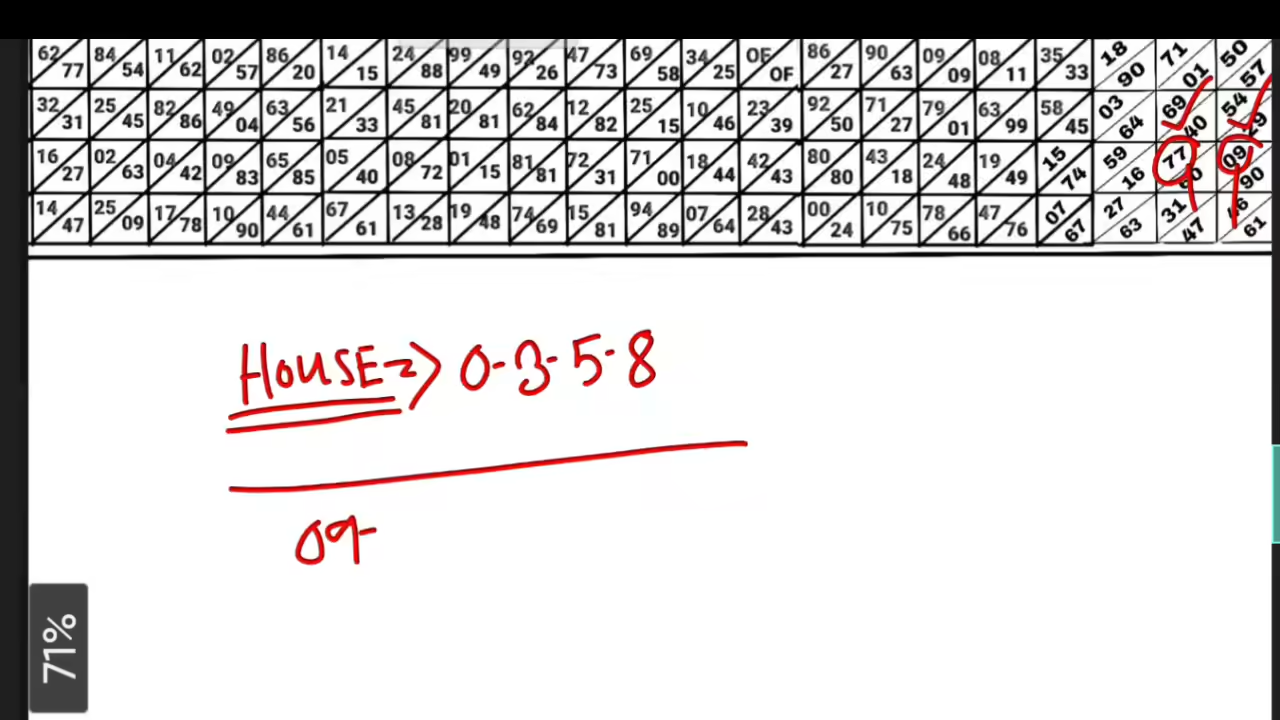 62 84 11 02 86 14 24 99 92 47 69 34 OF 86 90 09 08 35 18 71 50
77 54 62 57 20 15 88 49 26 73 58 25 OF 27 63 09 11 33 90 01 57
32 25 82 49 63 21 45 20 62 12 25 10 23 92 71 79 63 58 03 69 54
31 45 86 04 56 33 81 81 84 82 15 46 39 50 27 01 99 45 64 40 29
16 02 04 09 65 05 08 01 81 72 71 18 42 80 43 24 19 15 59 77 09
27 63 42 83 85 40 72 15 81 31 00 44 43 80 18 48 49 74 16 60 90
14 25 17 10 44 67 13 19 74 15 94 07 28 00 10 78 47 07 27 31 46
47 09 78 90 61 61 28 48 69 81 89 64 43 24 75 66 76 67 63 47 61
HOUSE=> 0-3-5-8
09-
71%